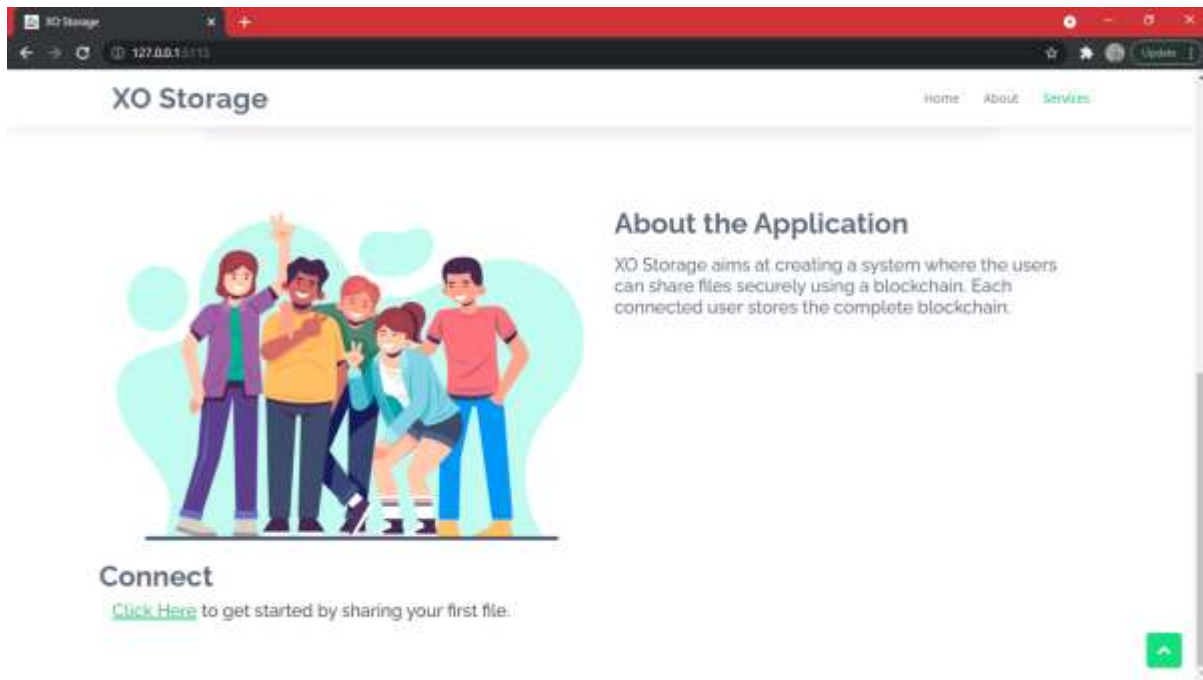 XO Storage
127.0.0.1:5113
Update
XO Storage
Home About Services
About the Application
XO Storage aims at creating a system where the users
can share files securely using a blockchain. Each
connected user stores the complete blockchain.
Connect
Click Here to get started by sharing your first file.